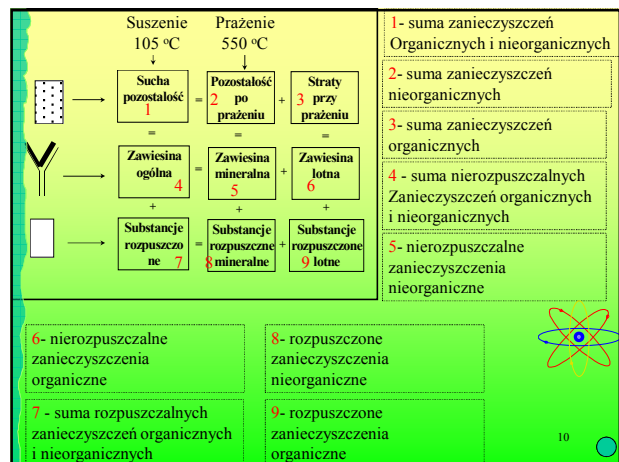 Suszenie Prażenie
105 °C 550 °C
Sucha
pozostałość
1
=
Pozostałość
2 po
prażeniu
+
Straty
3 przy
prażeniu
= = =
Zawiesina
ogólna
4
=
Zawiesina
mineralna
5
+
Zawiesina
lotna
6
+ + +
Substancje
rozpuszczo
ne 7
=
Substancje
rozpuszczne
8 mineralne
+
Substancje
rozpuszczone
9 lotne
1- suma zanieczyszczeń
Organicznych i nieorganicznych
2- suma zanieczyszczeń
nieorganicznych
3- suma zanieczyszczeń
organicznych
4 - suma nierozpuszczalnych
Zanieczyszczeń organicznych
i nieorganicznych
5- nierozpuszczalne
zanieczyszczenia
nieorganiczne
6- nierozpuszczalne
zanieczyszczenia
organiczne
7 - suma rozpuszczalnych
zanieczyszczeń organicznych
i nieorganicznych
8- rozpuszczone
zanieczyszczenia
nieorganiczne
9- rozpuszczone
zanieczyszczenia
organiczne
10